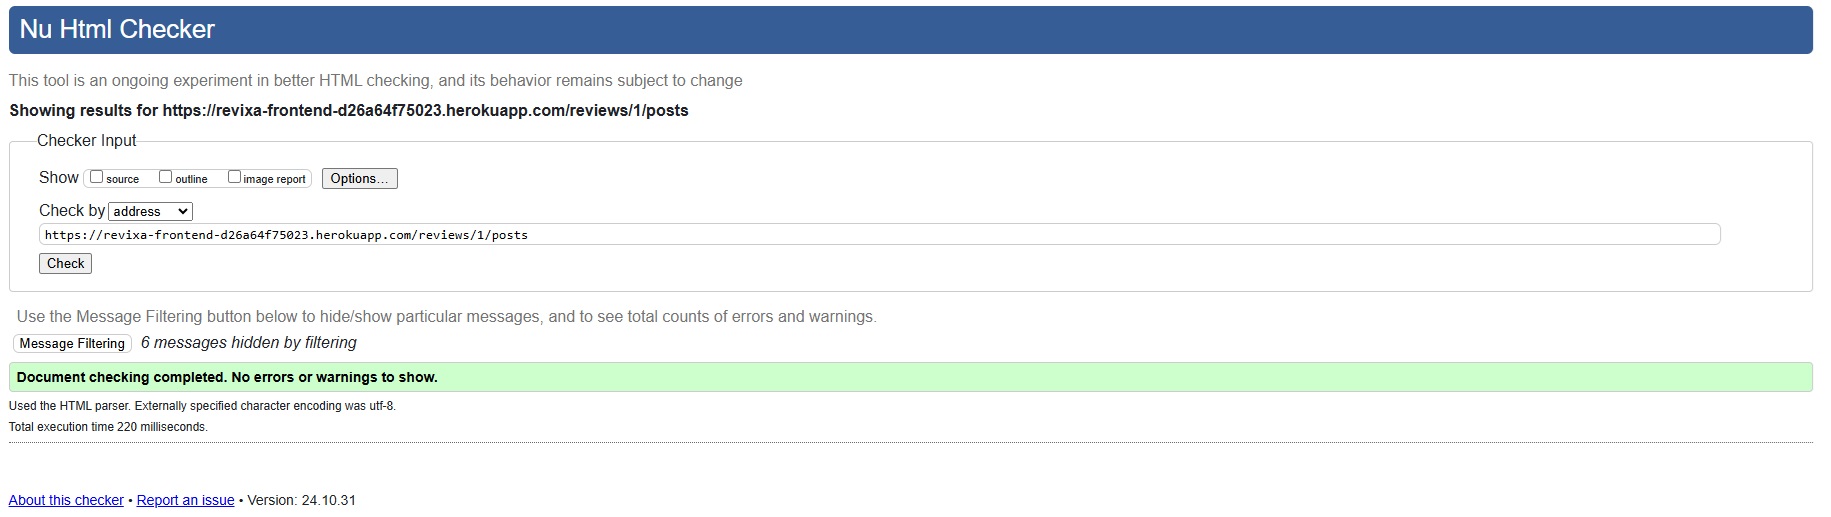 Nu Html Checker
This tool is an ongoing experiment in better HTML checking, and its behavior remains subject to change
Showing results for https://revixa-frontend-d26a64f75023.herokuapp.com/reviews/1/posts
Checker Input
Show source outline image report Options...
Check by address
https://revixa-frontend-d26a64f75023.herokuapp.com/reviews/1/posts
Check
Use the Message Filtering button below to hide/show particular messages, and to see total counts of errors and warnings.
Message Filtering 6 messages hidden by filtering
Document checking completed. No errors or warnings to show.
Used the HTML parser. Externally specified character encoding was utf-8.
Total execution time 220 milliseconds.
About this checker • Report an issue • Version: 24.10.31